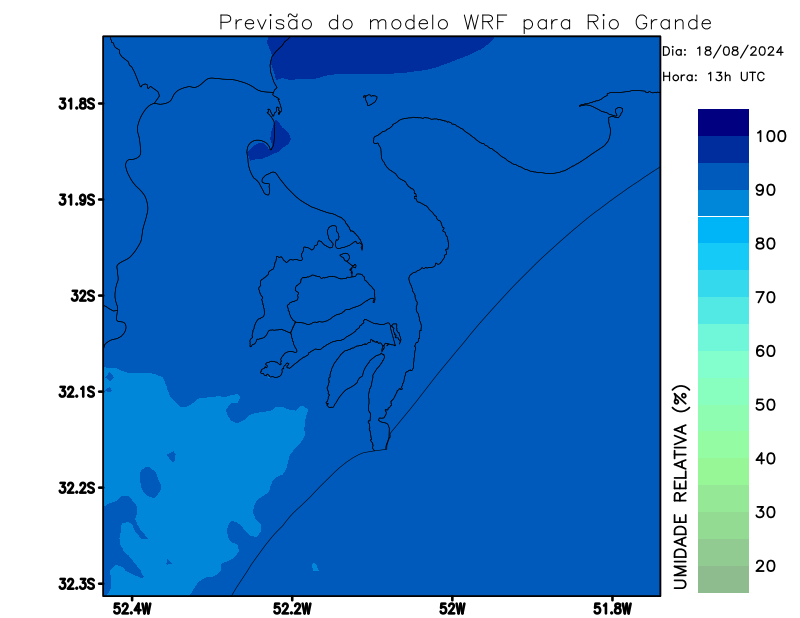 Previsão do modelo WRF para Rio Grande
Dia: 18/08/2024
Hora: 13h UTC
31.8S
31.9S
32S
32.1S
32.2S
32.3S
52.4W
52.2W
52W
51.8W
UMIDADE RELATIVA (%)
100
90
80
70
60
50
40
30
20